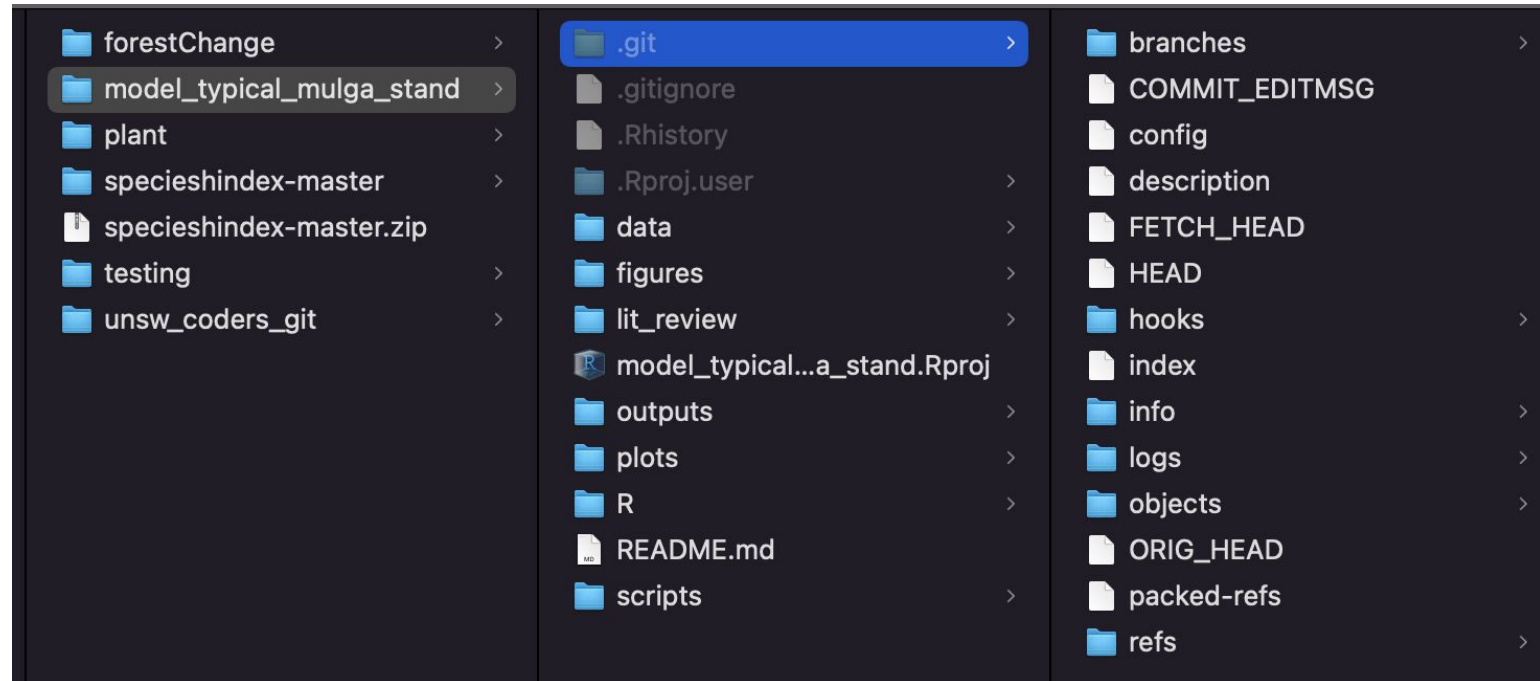 forestChange
model_typical_mulga_stand
plant
specieshindex-master
specieshindex-master.zip
testing
unsw_coders_git
.git
.gitignore
.Rhistory
.Rproj.user
data
figures
lit_review
model_typical...a_stand.Rproj
outputs
plots
R
README.md
scripts
branches
COMMIT_EDITMSG
config
description
FETCH_HEAD
HEAD
hooks
index
info
logs
objects
ORIG_HEAD
packed-refs
refs